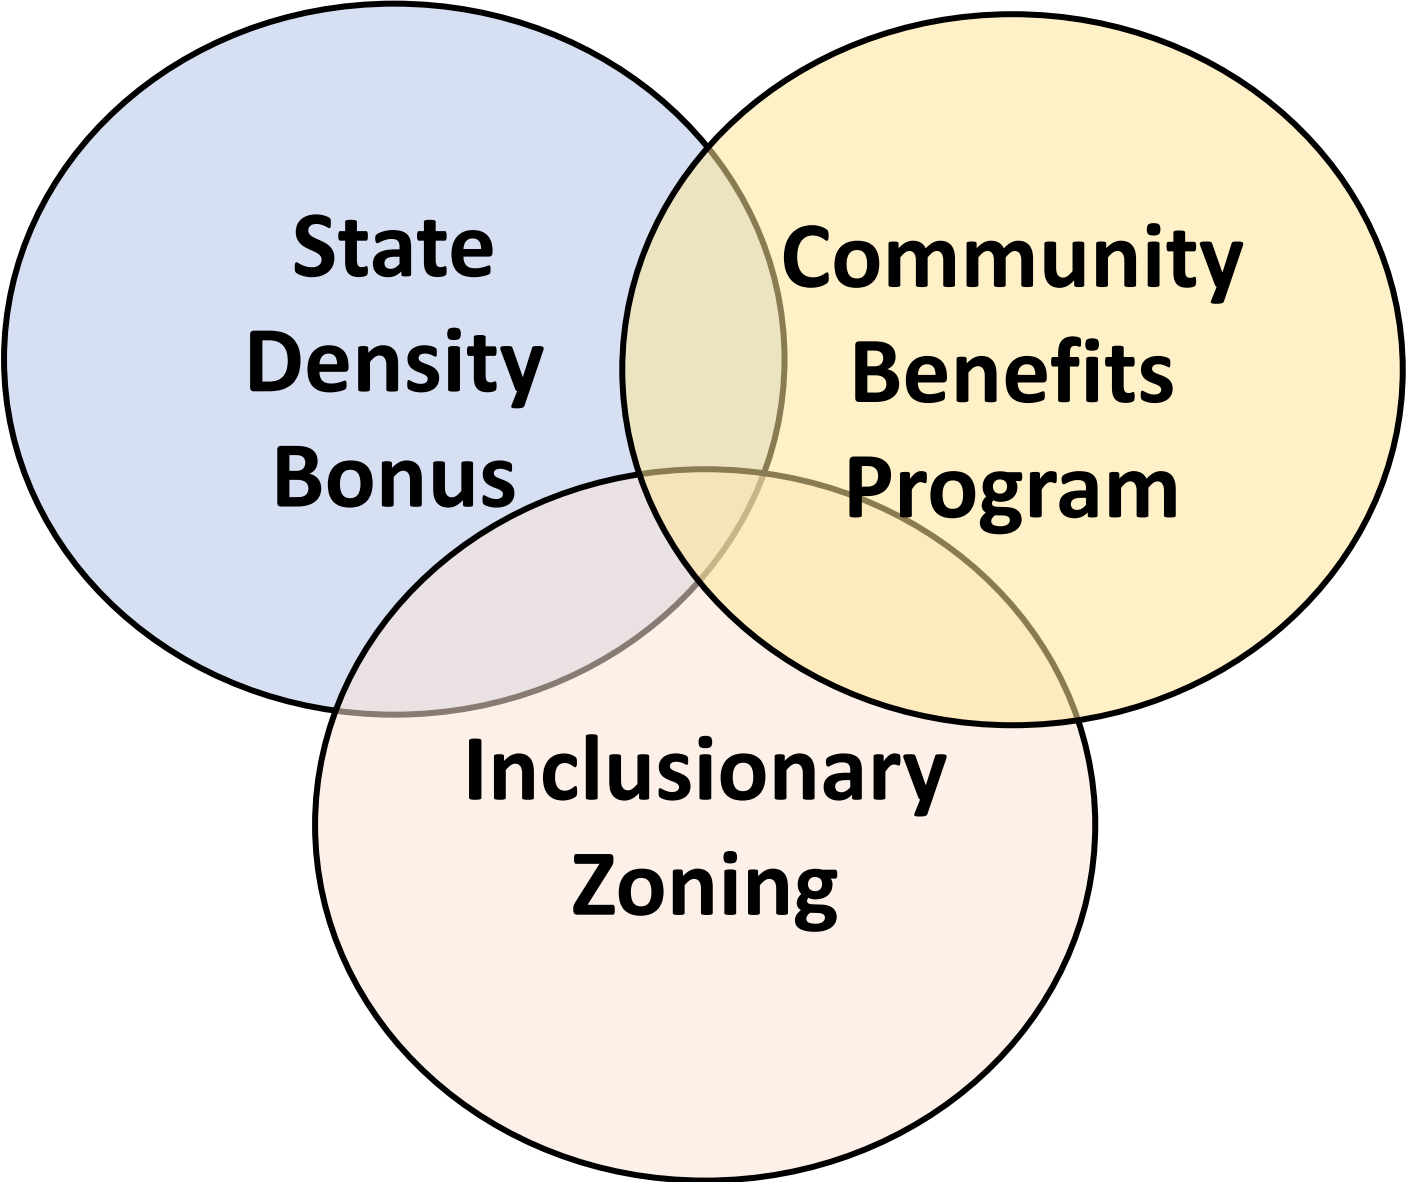 State
Density
Bonus
Community
Benefits
Program
Inclusionary
Zoning